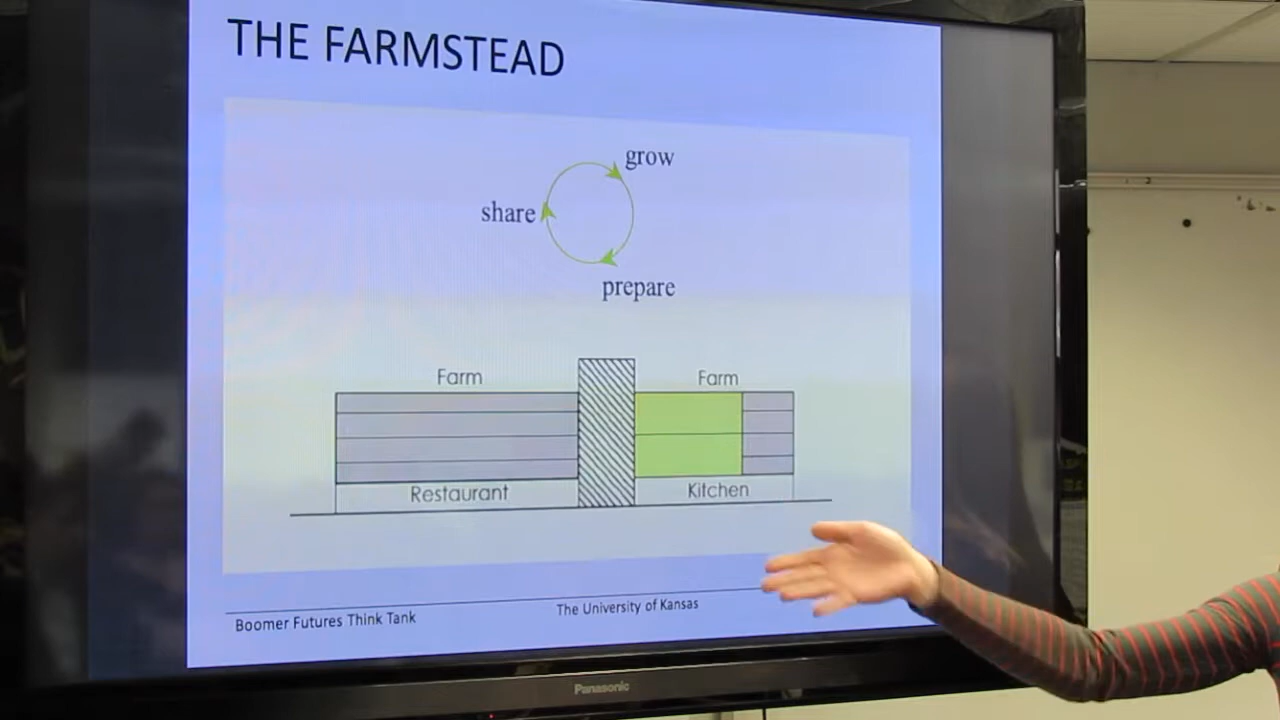 THE FARMSTEAD
grow
share
prepare
Farm
Farm
Restaurant
Kitchen
Boomer Futures Think Tank
The University of Kansas
Panasonic